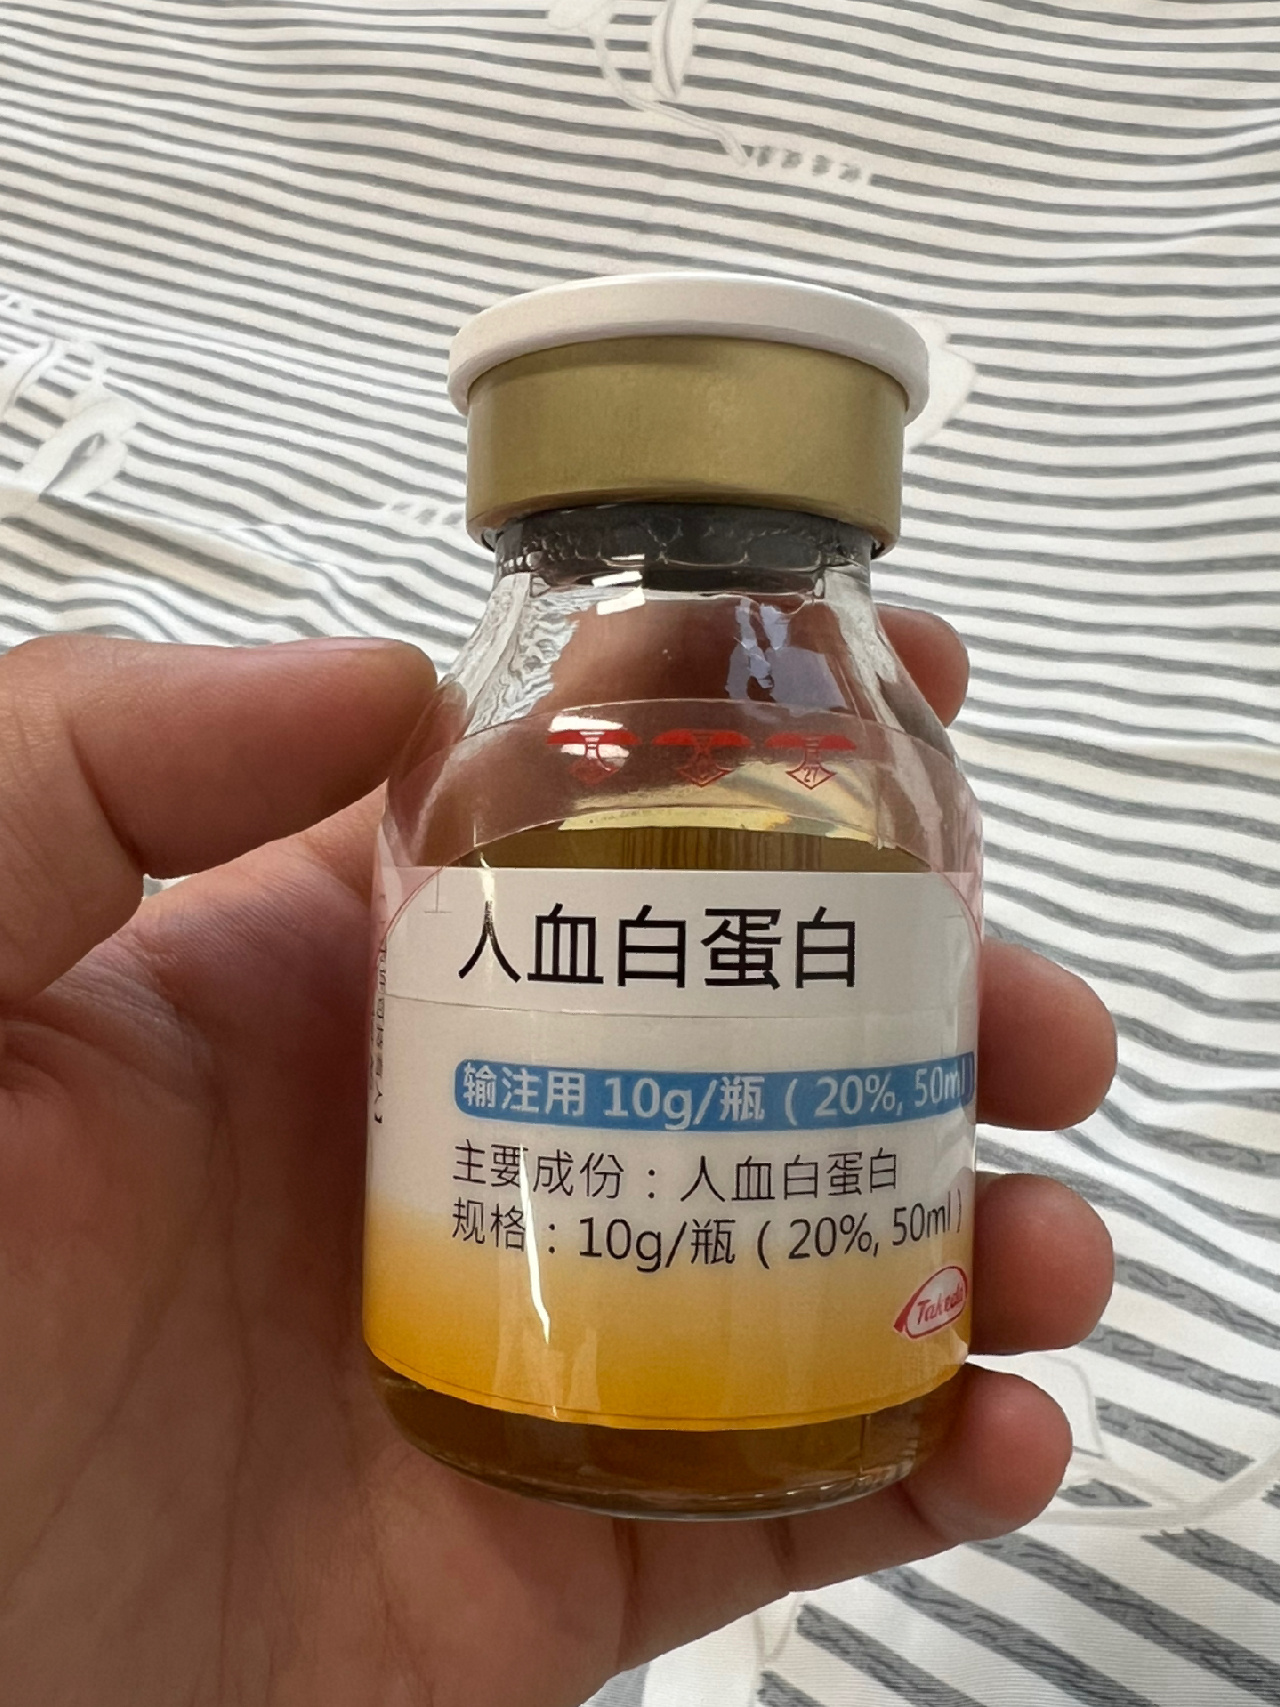 人血白蛋白
输注用 10g/瓶 ( 20%, 50ml )
主要成份：人血白蛋白
规格：10g/瓶 ( 20%, 50ml )
Takeda